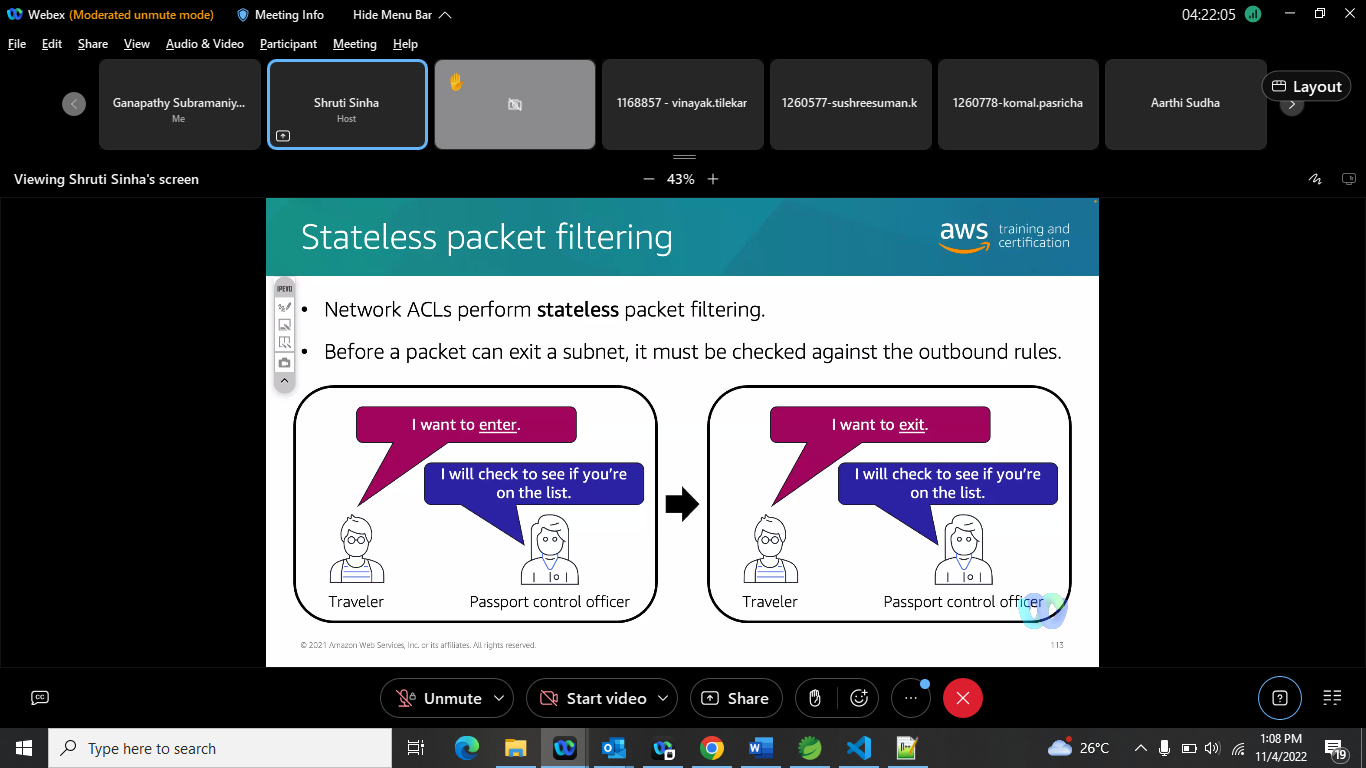 Webex (Moderated unmute mode) Meeting Info Hide Menu Bar 04:22:05
File Edit Share View Audio & Video Participant Meeting Help
Ganapathy Subramaniy...
Me
Shruti Sinha
Host
1168857 - vinayak.tilekar
1260577-sushreesuman.k
1260778-komal.pasricha
Aarthi Sudha
Layout
Viewing Shruti Sinha's screen
43%
Stateless packet filtering
aws training and
certification
IPEVO
• Network ACLs perform stateless packet filtering.
• Before a packet can exit a subnet, it must be checked against the outbound rules.
I want to enter.
I will check to see if you're
on the list.
Traveler
Passport control officer
I want to exit.
I will check to see if you're
on the list.
Traveler
Passport control officer
© 2021 Amazon Web Services, Inc. or its affiliates. All rights reserved.
113
CC
Unmute
Start video
Share
Type here to search
26°C
1:08 PM
11/4/2022
19